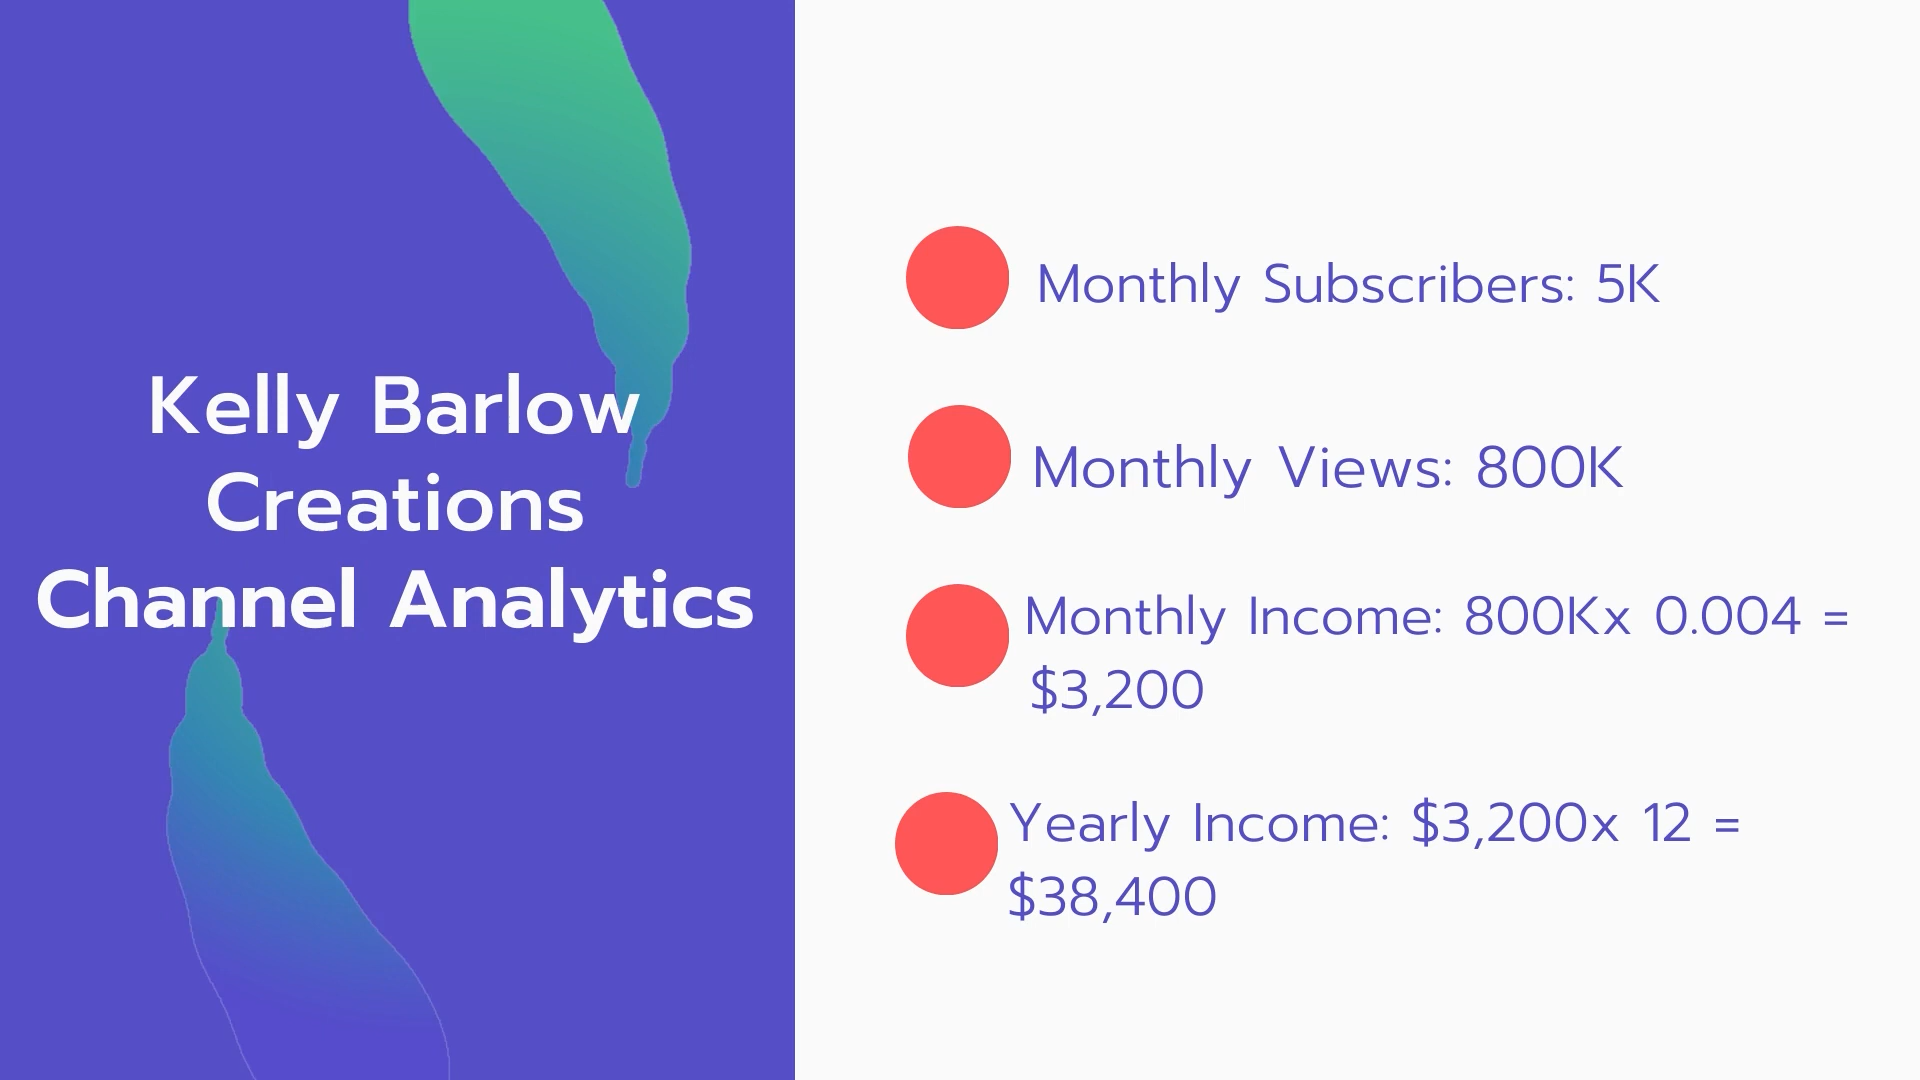 Kelly Barlow
Creations
Channel Analytics
Monthly Subscribers: 5K
Monthly Views: 800K
Monthly Income: 800Kx 0.004 =
$3,200
Yearly Income: $3,200x 12 =
$38,400